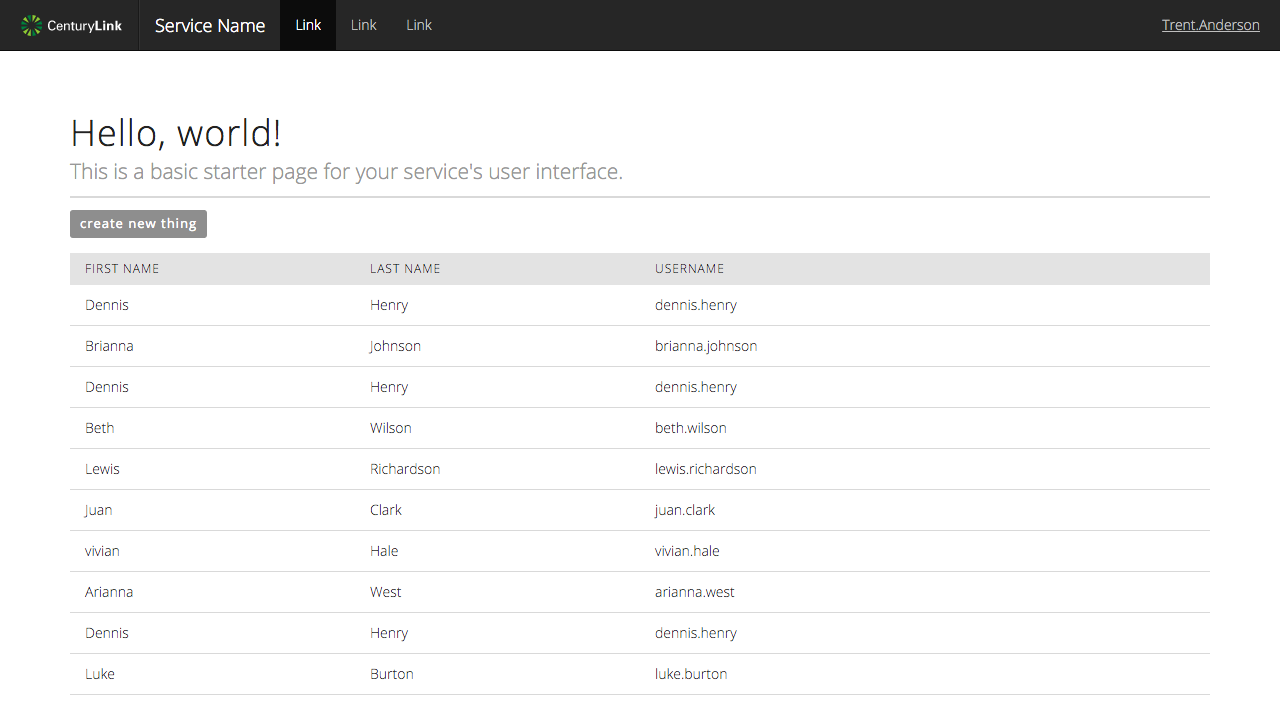 CenturyLink Service Name Link Link Link Trent.Anderson
Hello, world!
This is a basic starter page for your service's user interface.
create new thing
FIRST NAME LAST NAME USERNAME
Dennis Henry dennis.henry
Brianna Johnson brianna.johnson
Dennis Henry dennis.henry
Beth Wilson beth.wilson
Lewis Richardson lewis.richardson
Juan Clark juan.clark
vivian Hale vivian.hale
Arianna West arianna.west
Dennis Henry dennis.henry
Luke Burton luke.burton